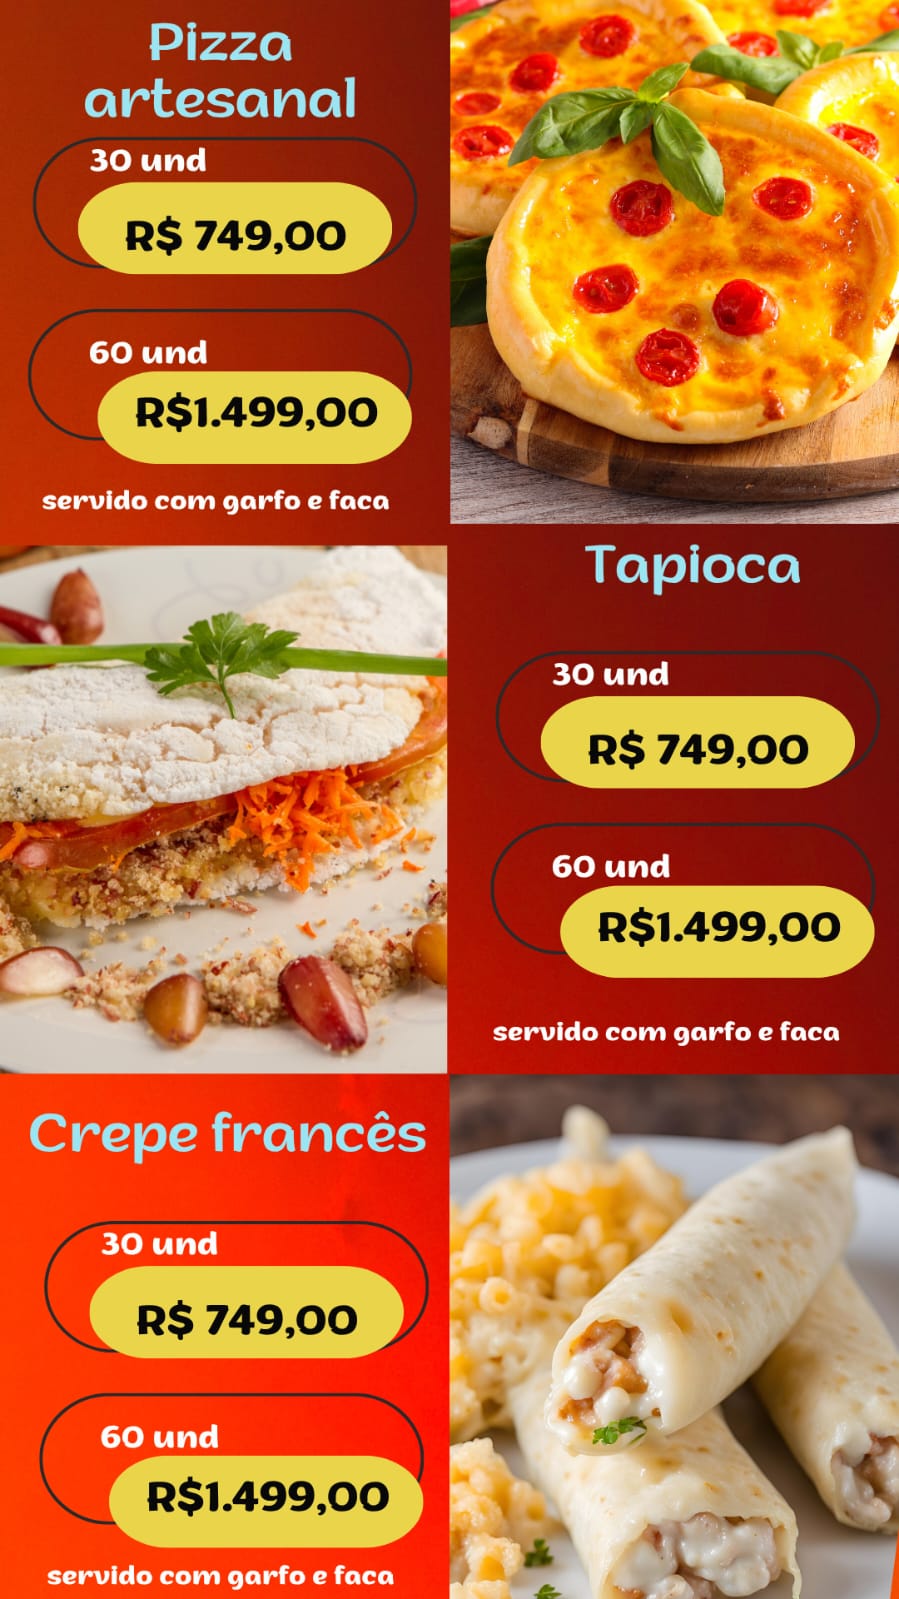 Pizza
artesanal
30 und
R$ 749,00
60 und
R$1.499,00
servido com garfo e faca
Tapioca
30 und
R$ 749,00
60 und
R$1.499,00
servido com garfo e faca
Crepe francês
30 und
R$ 749,00
60 und
R$1.499,00
servido com garfo e faca